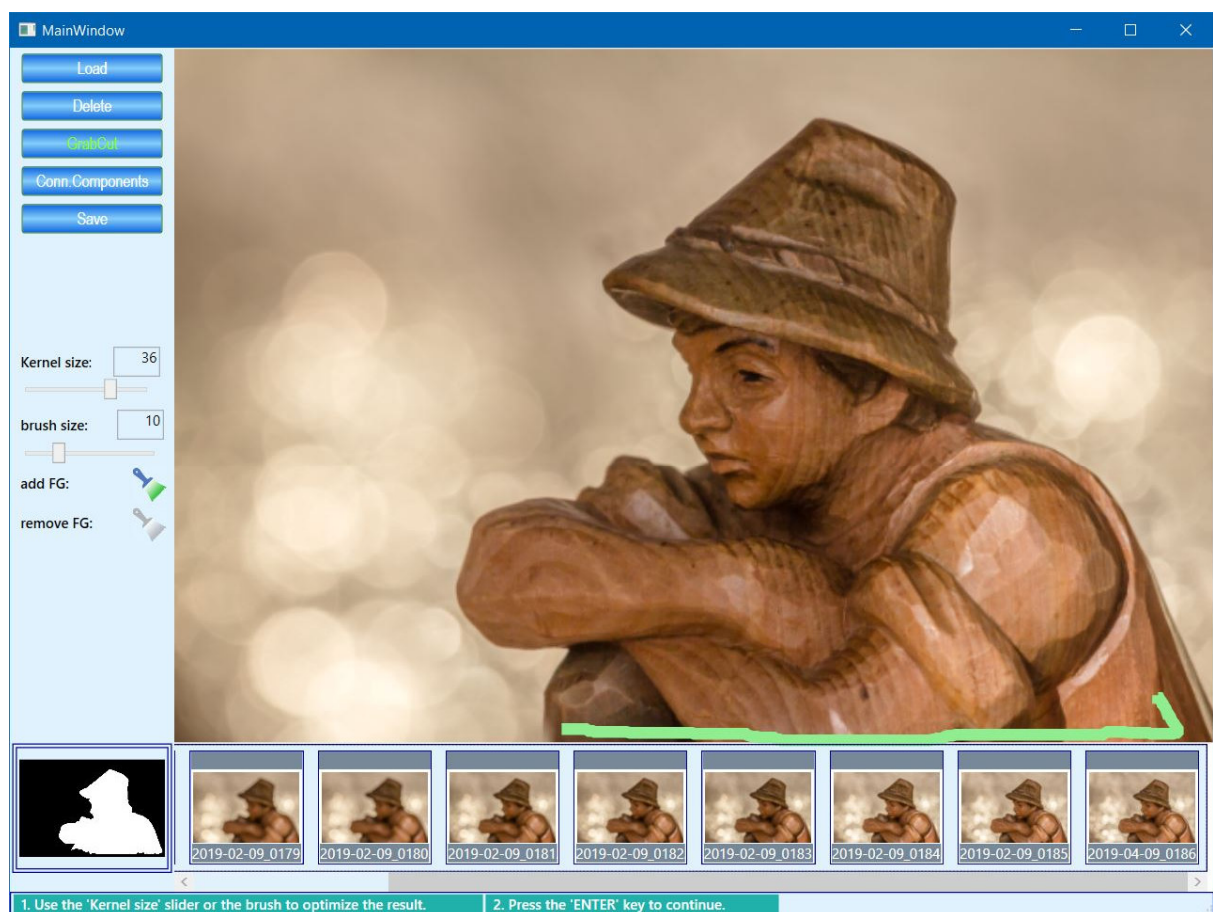 MainWindow
Load
Delete
GrabCut
Conn.Components
Save
Kernel size: 36
brush size: 10
add FG:
remove FG:
2019-02-09_0179 2019-02-09_0180 2019-02-09_0181 2019-02-09_0182 2019-02-09_0183 2019-02-09_0184 2019-02-09_0185 2019-04-09_0186
1. Use the 'Kernel size' slider or the brush to optimize the result. 2. Press the 'ENTER' key to continue.